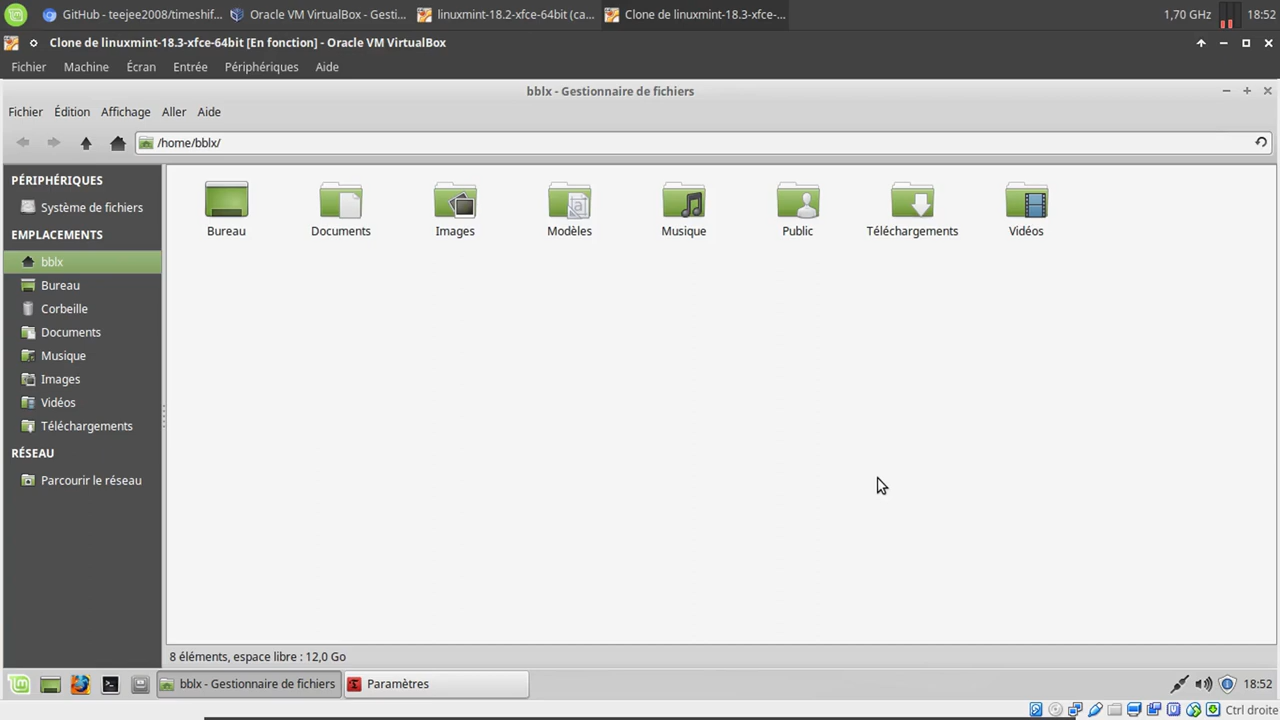 GitHub - teejee2008/timeshif...
Oracle VM VirtualBox - Gesti...
linuxmint-18.2-xfce-64bit (ca...
Clone de linuxmint-18.3-xfce-...
1,70 GHz
18:52
Clone de linuxmint-18.3-xfce-64bit [En fonction] - Oracle VM VirtualBox
Fichier Machine Écran Entrée Périphériques Aide
bblx - Gestionnaire de fichiers
Fichier Édition Affichage Aller Aide
/home/bblx/
PÉRIPHÉRIQUES
Système de fichiers
EMPLACEMENTS
bblx
Bureau
Corbeille
Documents
Musique
Images
Vidéos
Téléchargements
RÉSEAU
Parcourir le réseau
Bureau
Documents
Images
Modèles
Musique
Public
Téléchargements
Vidéos
8 éléments, espace libre : 12,0 Go
bblx - Gestionnaire de fichiers
Paramètres
18:52
Ctrl droite